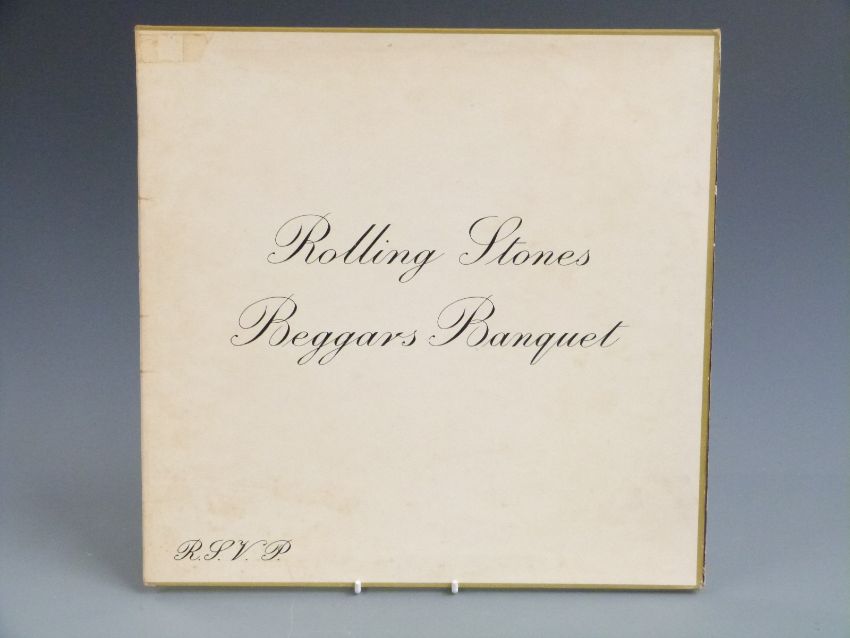 Rolling Stones
Beggars Banquet
R.S.V.P.